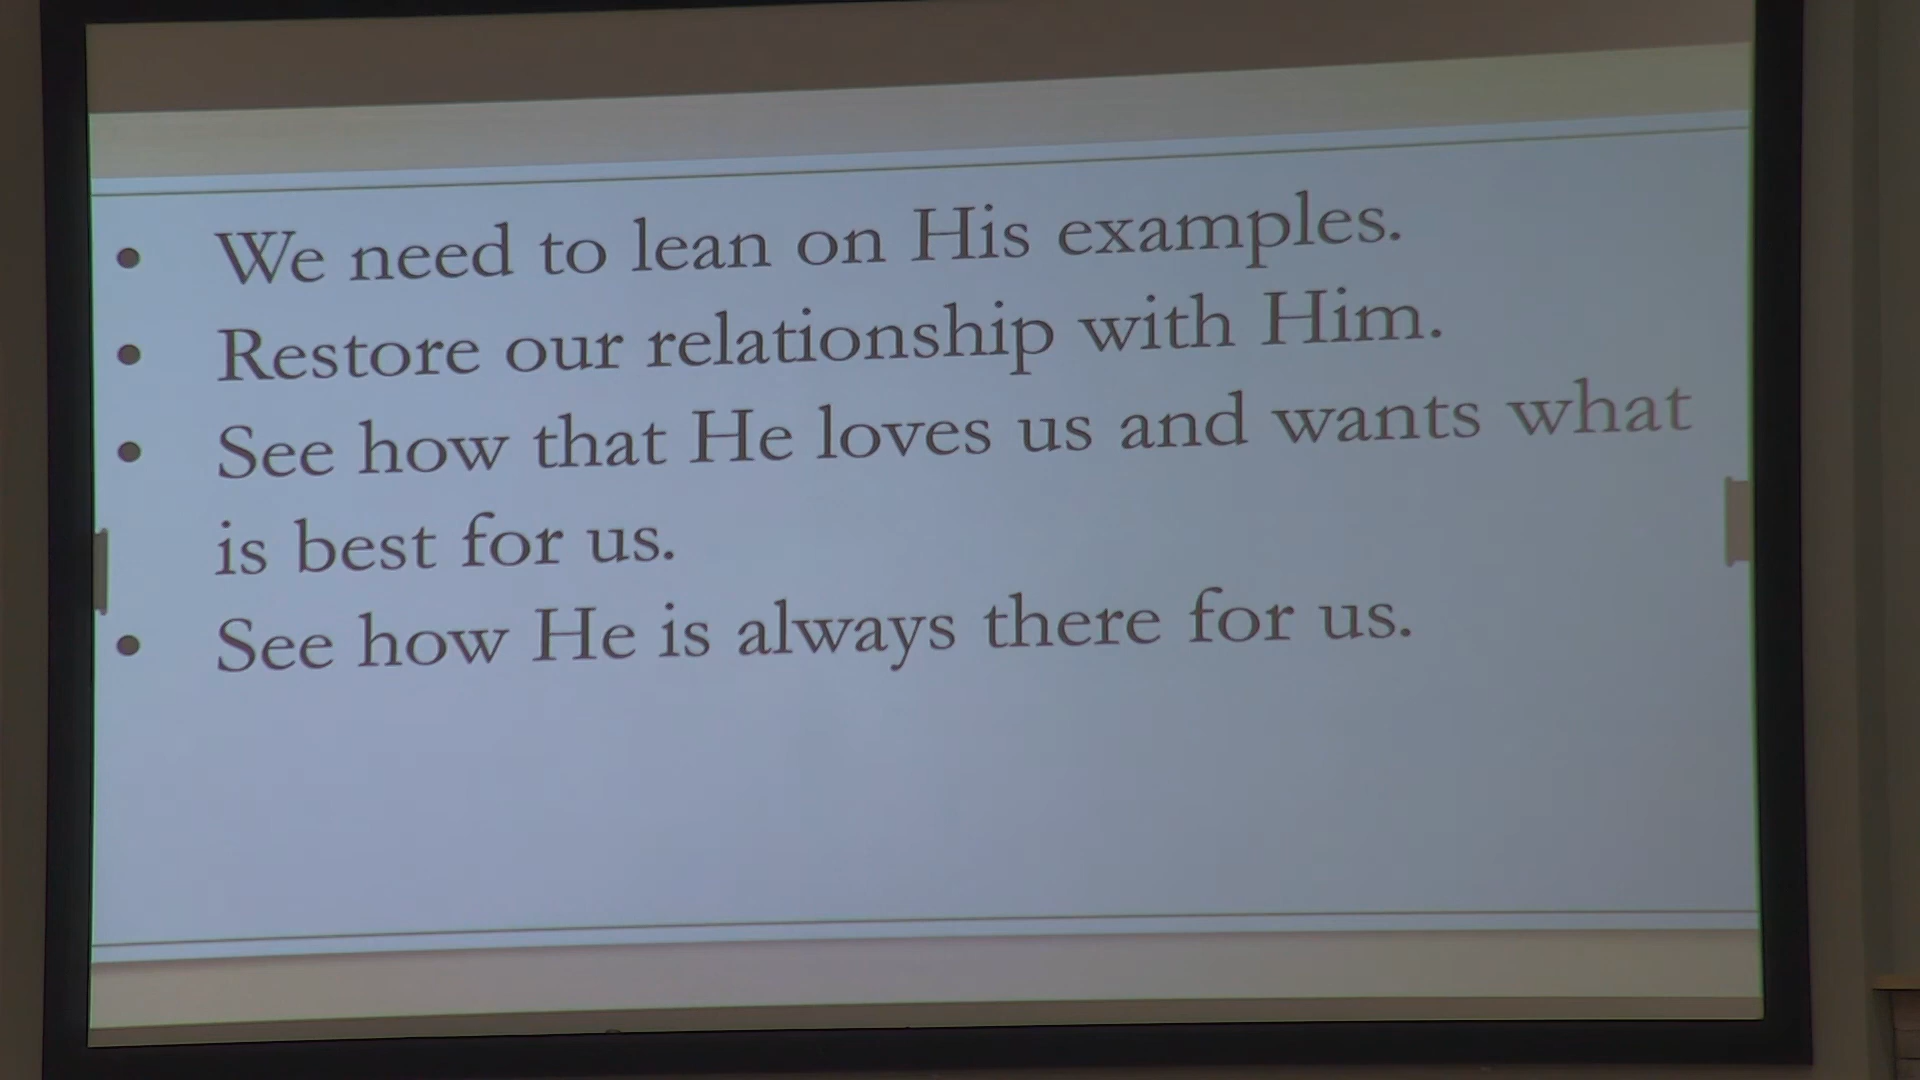 • We need to lean on His examples.
• Restore our relationship with Him.
• See how that He loves us and wants what
is best for us.
• See how He is always there for us.